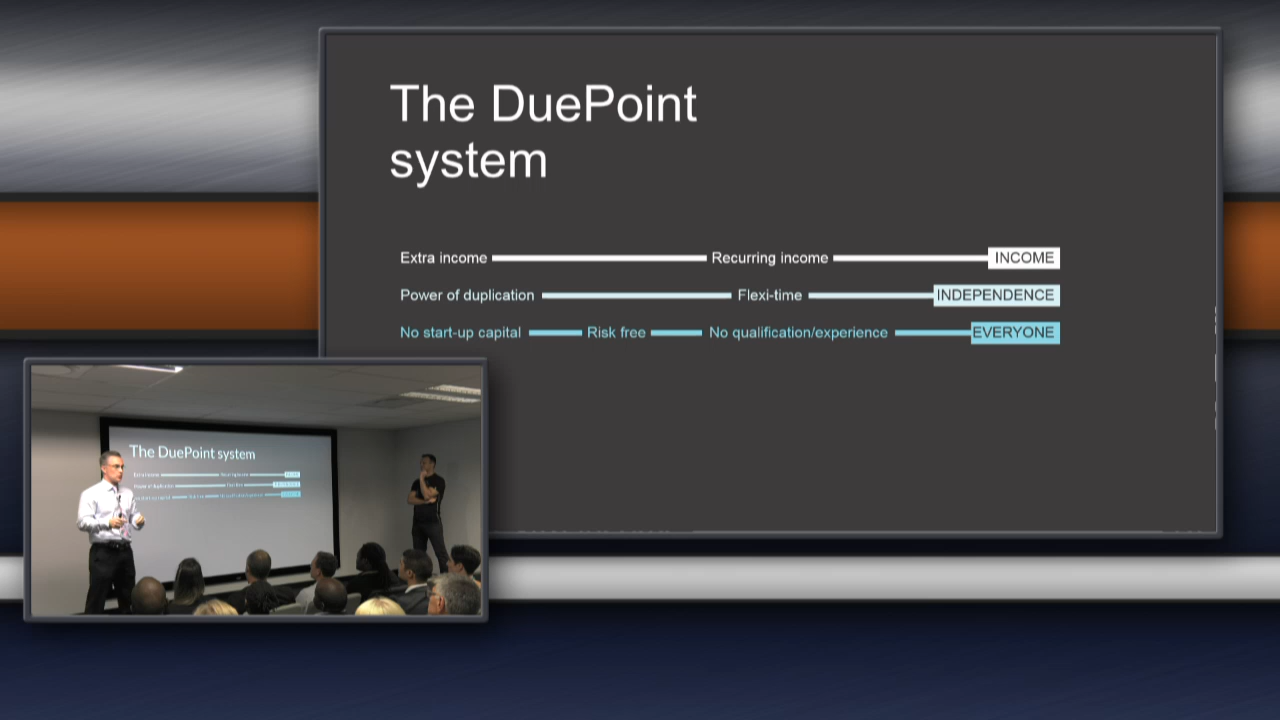 The DuePoint
system
Extra income Recurring income INCOME
Power of duplication Flexi-time INDEPENDENCE
No start-up capital Risk free No qualification/experience EVERYONE
The DuePoint system